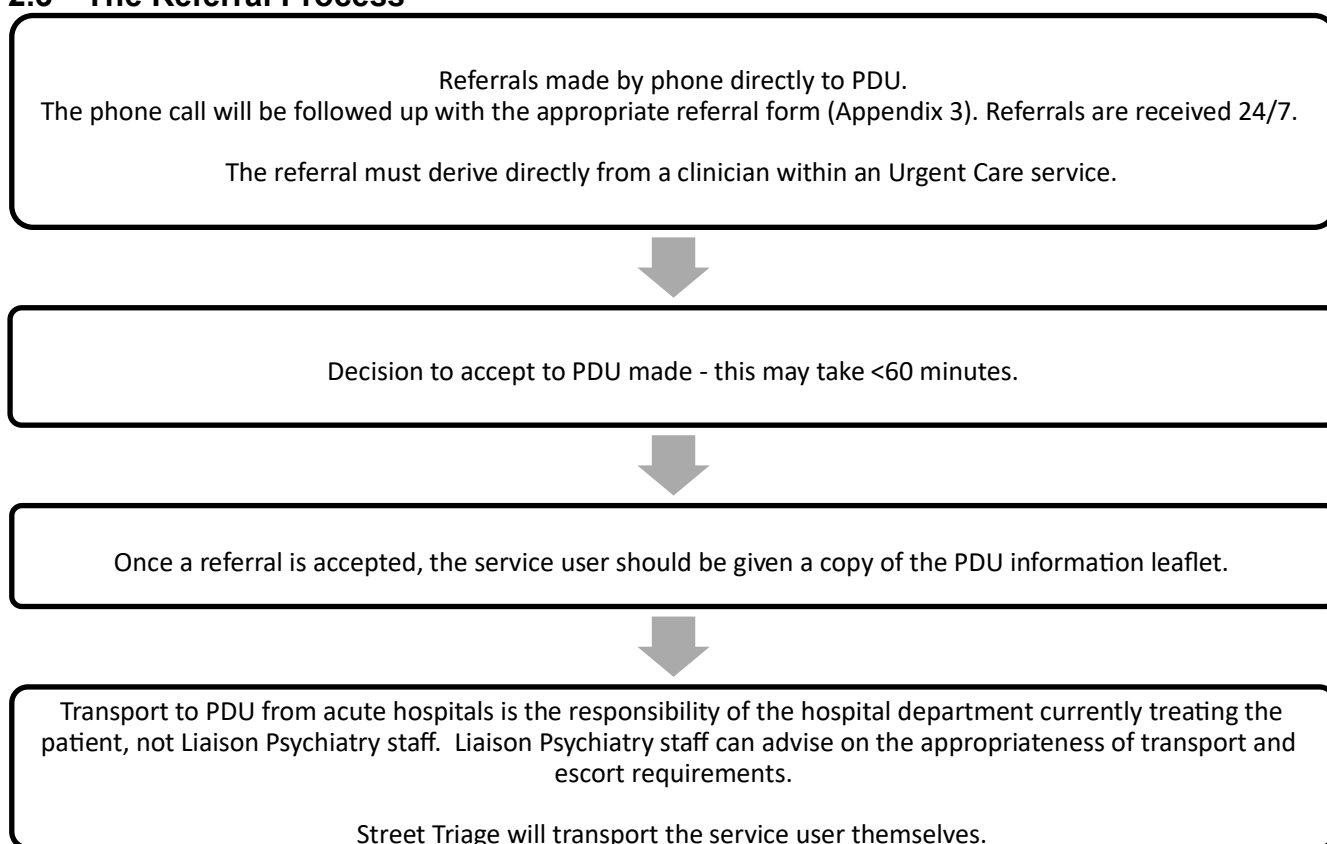 The Referral Process
Referrals made by phone directly to PDU.
The phone call will be followed up with the appropriate referral form (Appendix 3). Referrals are received 24/7.
The referral must derive directly from a clinician within an Urgent Care service.
Decision to accept to PDU made - this may take <60 minutes.
Once a referral is accepted, the service user should be given a copy of the PDU information leaflet.
Transport to PDU from acute hospitals is the responsibility of the hospital department currently treating the
patient, not Liaison Psychiatry staff.  Liaison Psychiatry staff can advise on the appropriateness of transport and
escort requirements.
Street Triage will transport the service user themselves.